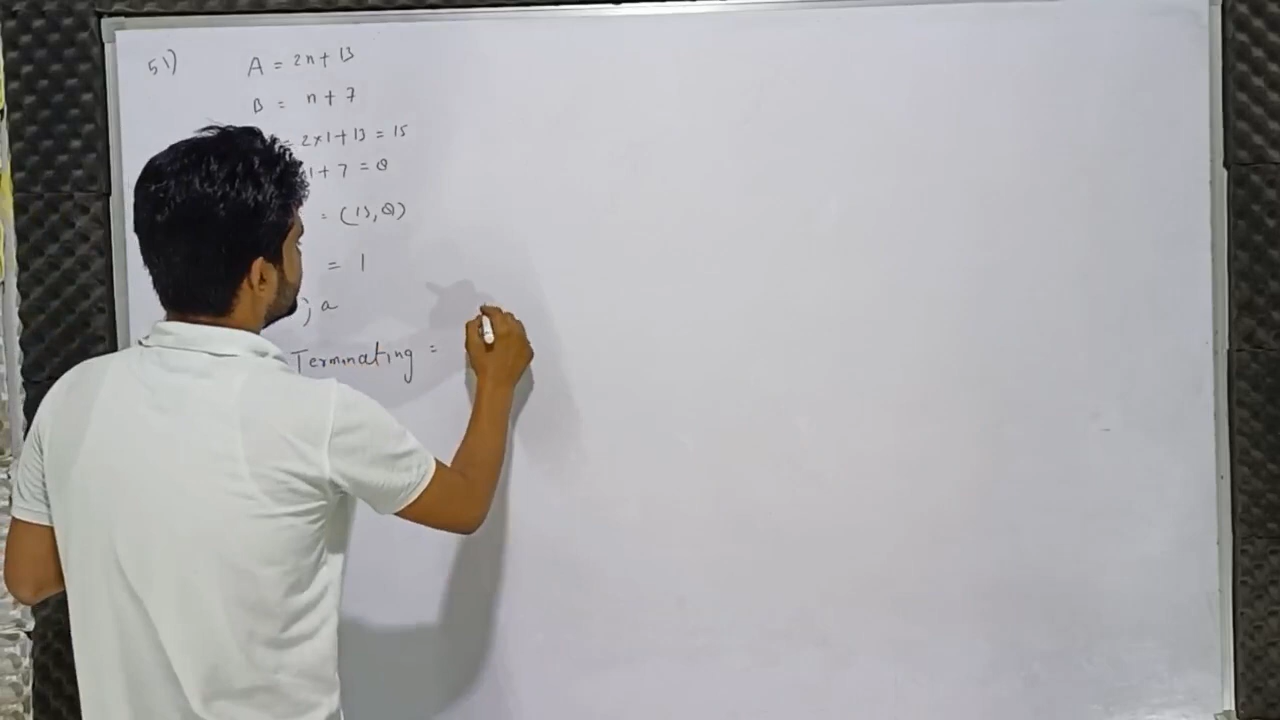 51) A = 2n + 13
B = n + 7
= 2×1 + 13 = 15
1 + 7 = 8
= (15, 8)
= 1
) a
Terminating =